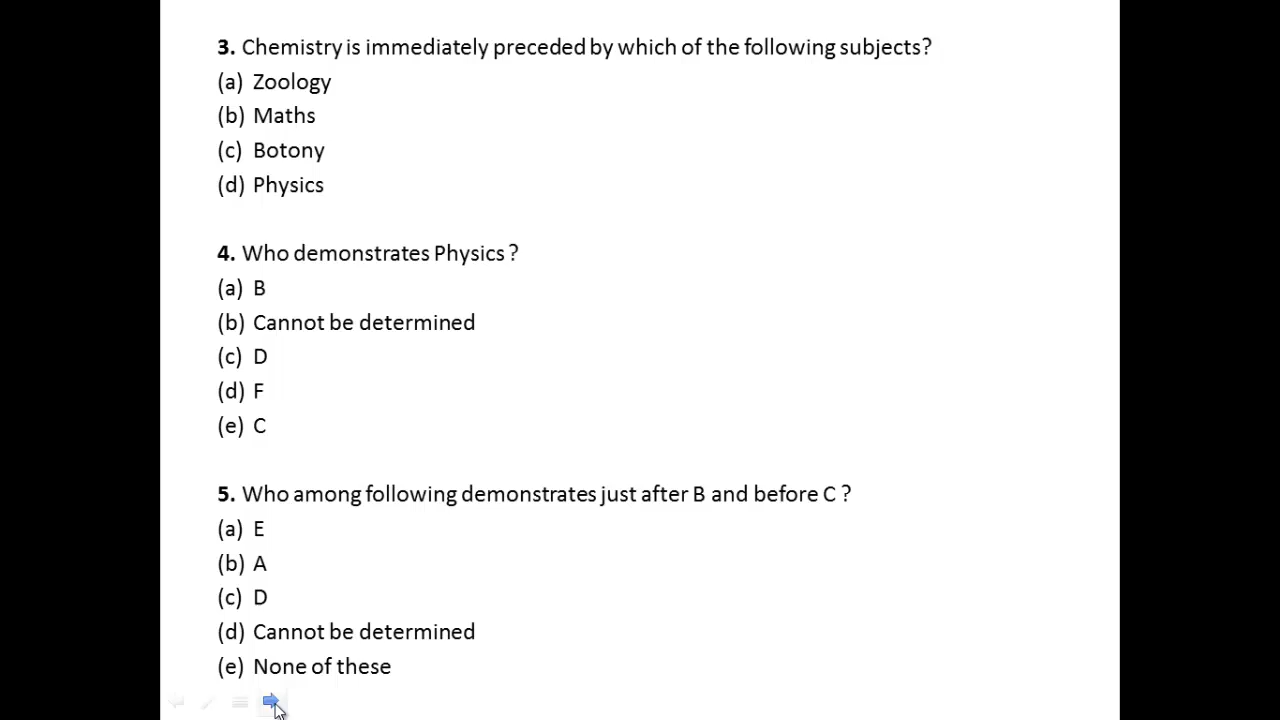 3. Chemistry is immediately preceded by which of the following subjects?
(a) Zoology
(b) Maths
(c) Botony
(d) Physics
4. Who demonstrates Physics ?
(a) B
(b) Cannot be determined
(c) D
(d) F
(e) C
5. Who among following demonstrates just after B and before C ?
(a) E
(b) A
(c) D
(d) Cannot be determined
(e) None of these